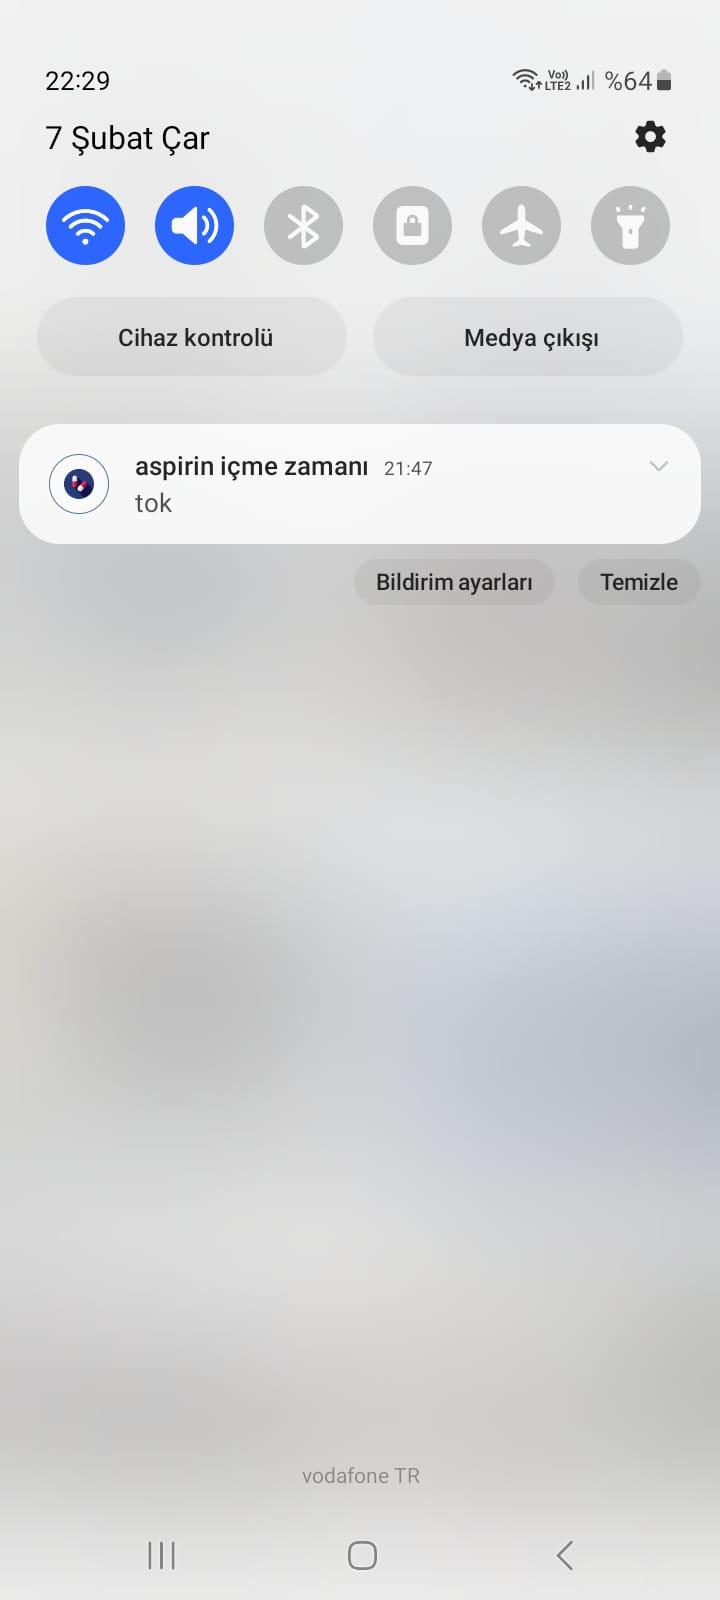 22:29
Vo)) LTE2 %64
7 Şubat Çar
Cihaz kontrolü
Medya çıkışı
aspirin içme zamanı 21:47
tok
Bildirim ayarları
Temizle
vodafone TR